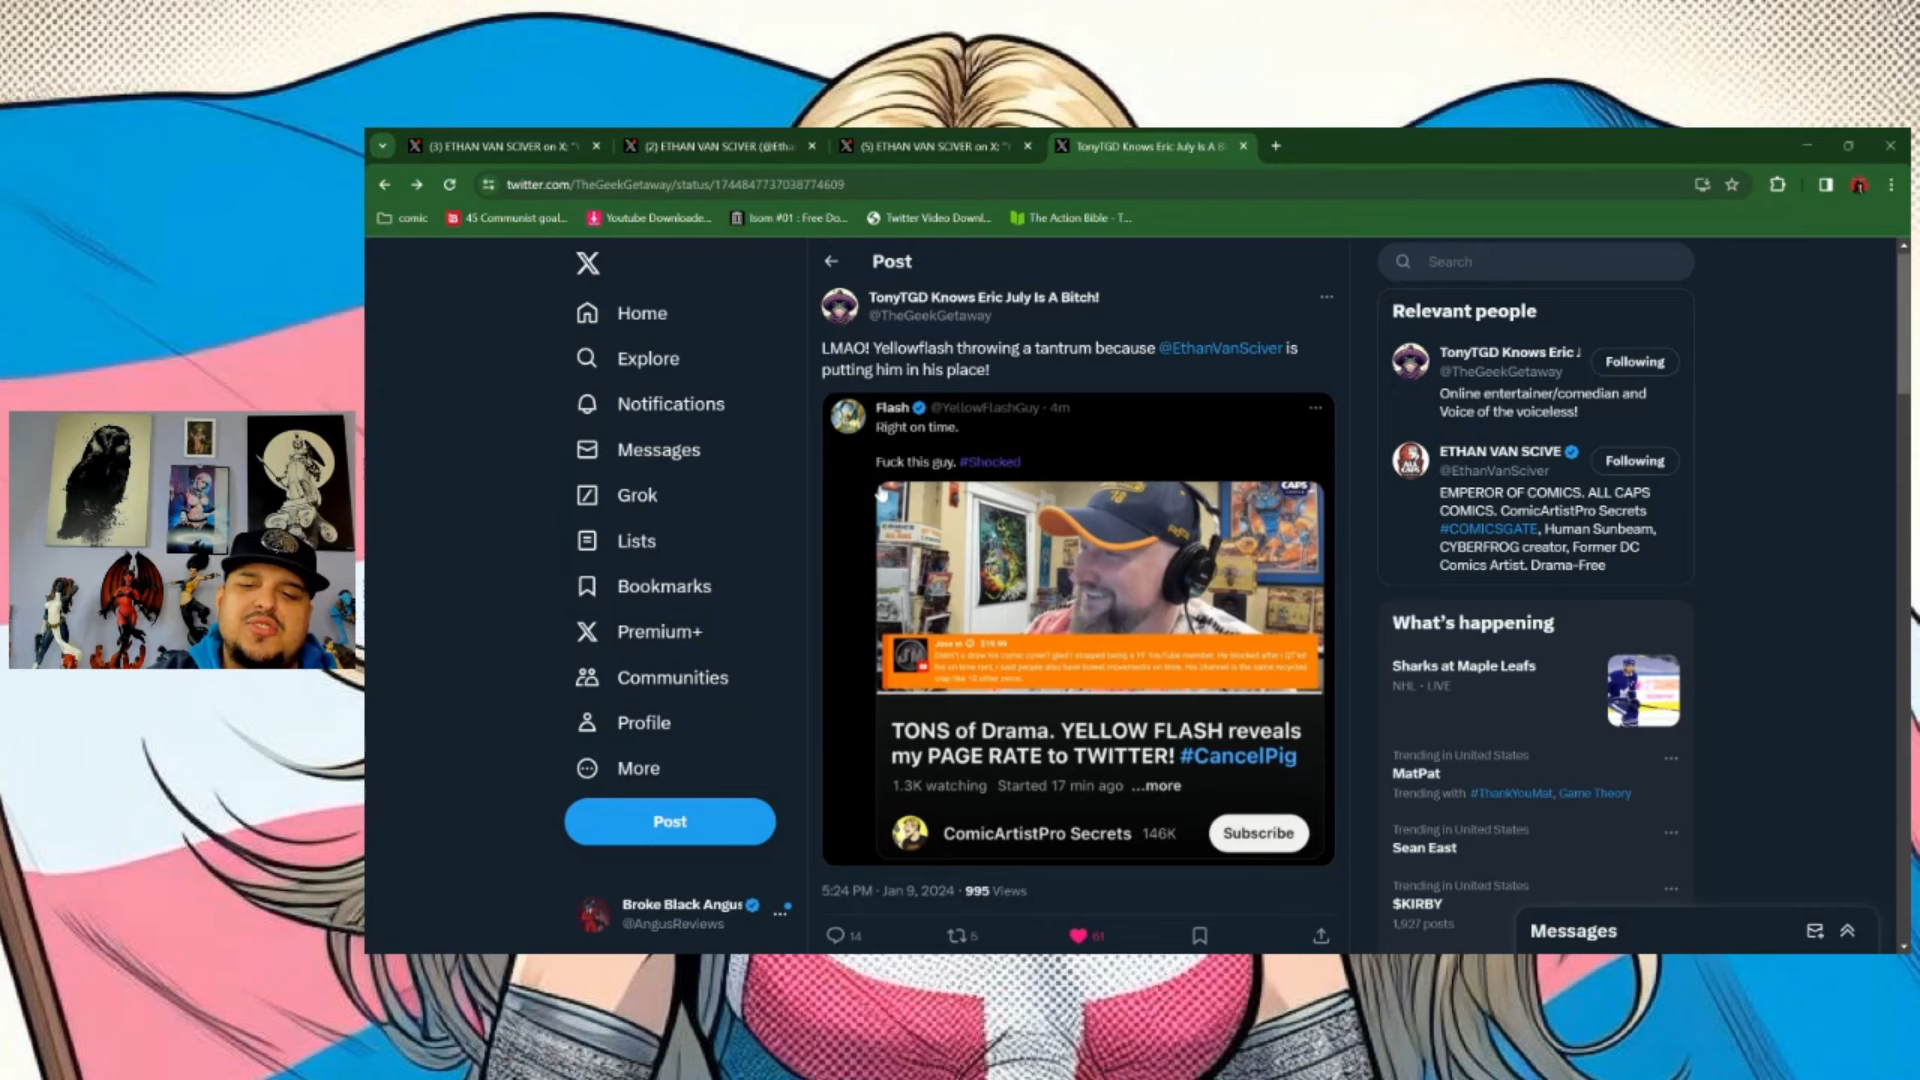 (3) ETHAN VAN SCIVER on X: "
(2) ETHAN VAN SCIVER (@Etha
(5) ETHAN VAN SCIVER on X: "
TonyTGD Knows Eric July Is A B
twitter.com/TheGeekGetaway/status/1744847737038774609
comic
45 Communist goal...
Youtube Downloade...
Isom #01 : Free Do...
Twitter Video Downl...
The Action Bible - T...
Home
Explore
Notifications
Messages
Grok
Lists
Bookmarks
Premium+
Communities
Profile
More
Post
Broke Black Angus
@AngusReviews
Post
TonyTGD Knows Eric July Is A Bitch!
@TheGeekGetaway
LMAO! Yellowflash throwing a tantrum because @EthanVanSciver is
putting him in his place!
Flash @YellowFlashGuy · 4m
Right on time.
Fuck this guy. #Shocked
CAPS
$19.99
TONS of Drama. YELLOW FLASH reveals
my PAGE RATE to TWITTER! #CancelPig
1.3K watching Started 17 min ago ...more
ComicArtistPro Secrets 146K Subscribe
5:24 PM · Jan 9, 2024 · 995 Views
14 5 61
Search
Relevant people
TonyTGD Knows Eric J
@TheGeekGetaway
Following
Online entertainer/comedian and
Voice of the voiceless!
ETHAN VAN SCIVE
@EthanVanSciver
Following
EMPEROR OF COMICS. ALL CAPS
COMICS. ComicArtistPro Secrets
#COMICSGATE, Human Sunbeam,
CYBERFROG creator, Former DC
Comics Artist. Drama-Free
What's happening
Sharks at Maple Leafs
NHL · LIVE
Trending in United States
MatPat
Trending with #ThankYouMat, Game Theory
Trending in United States
Sean East
Trending in United States
$KIRBY
1,927 posts
Messages